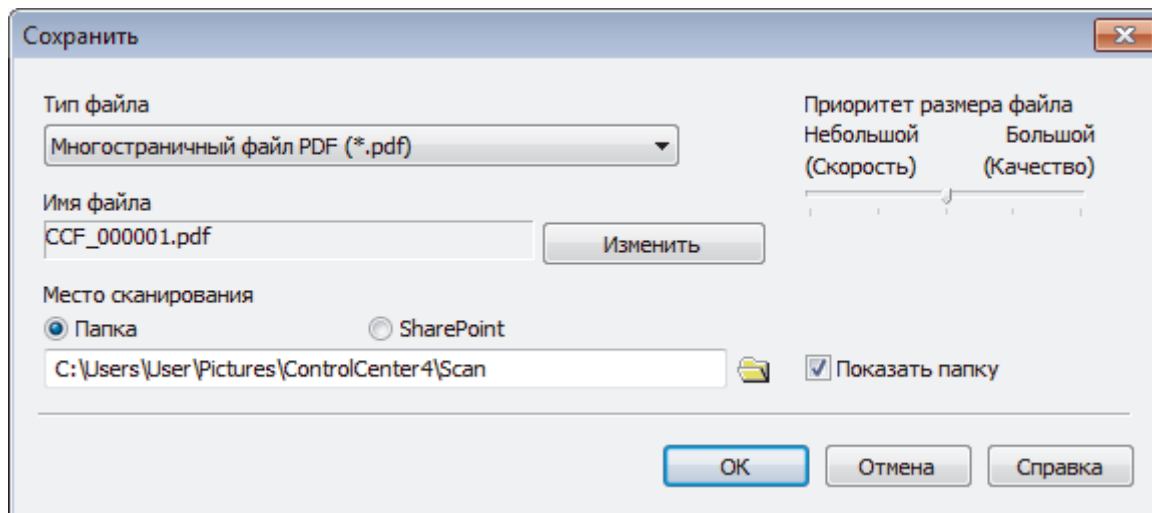 Сохранить
Тип файла
Многостраничный файл PDF (*.pdf)
Приоритет размера файла
Небольшой Большой
(Скорость) (Качество)
Имя файла
CCF_000001.pdf
Изменить
Место сканирования
Папка SharePoint
C:\Users\User\Pictures\ControlCenter4\Scan
Показать папку
OK Отмена Справка